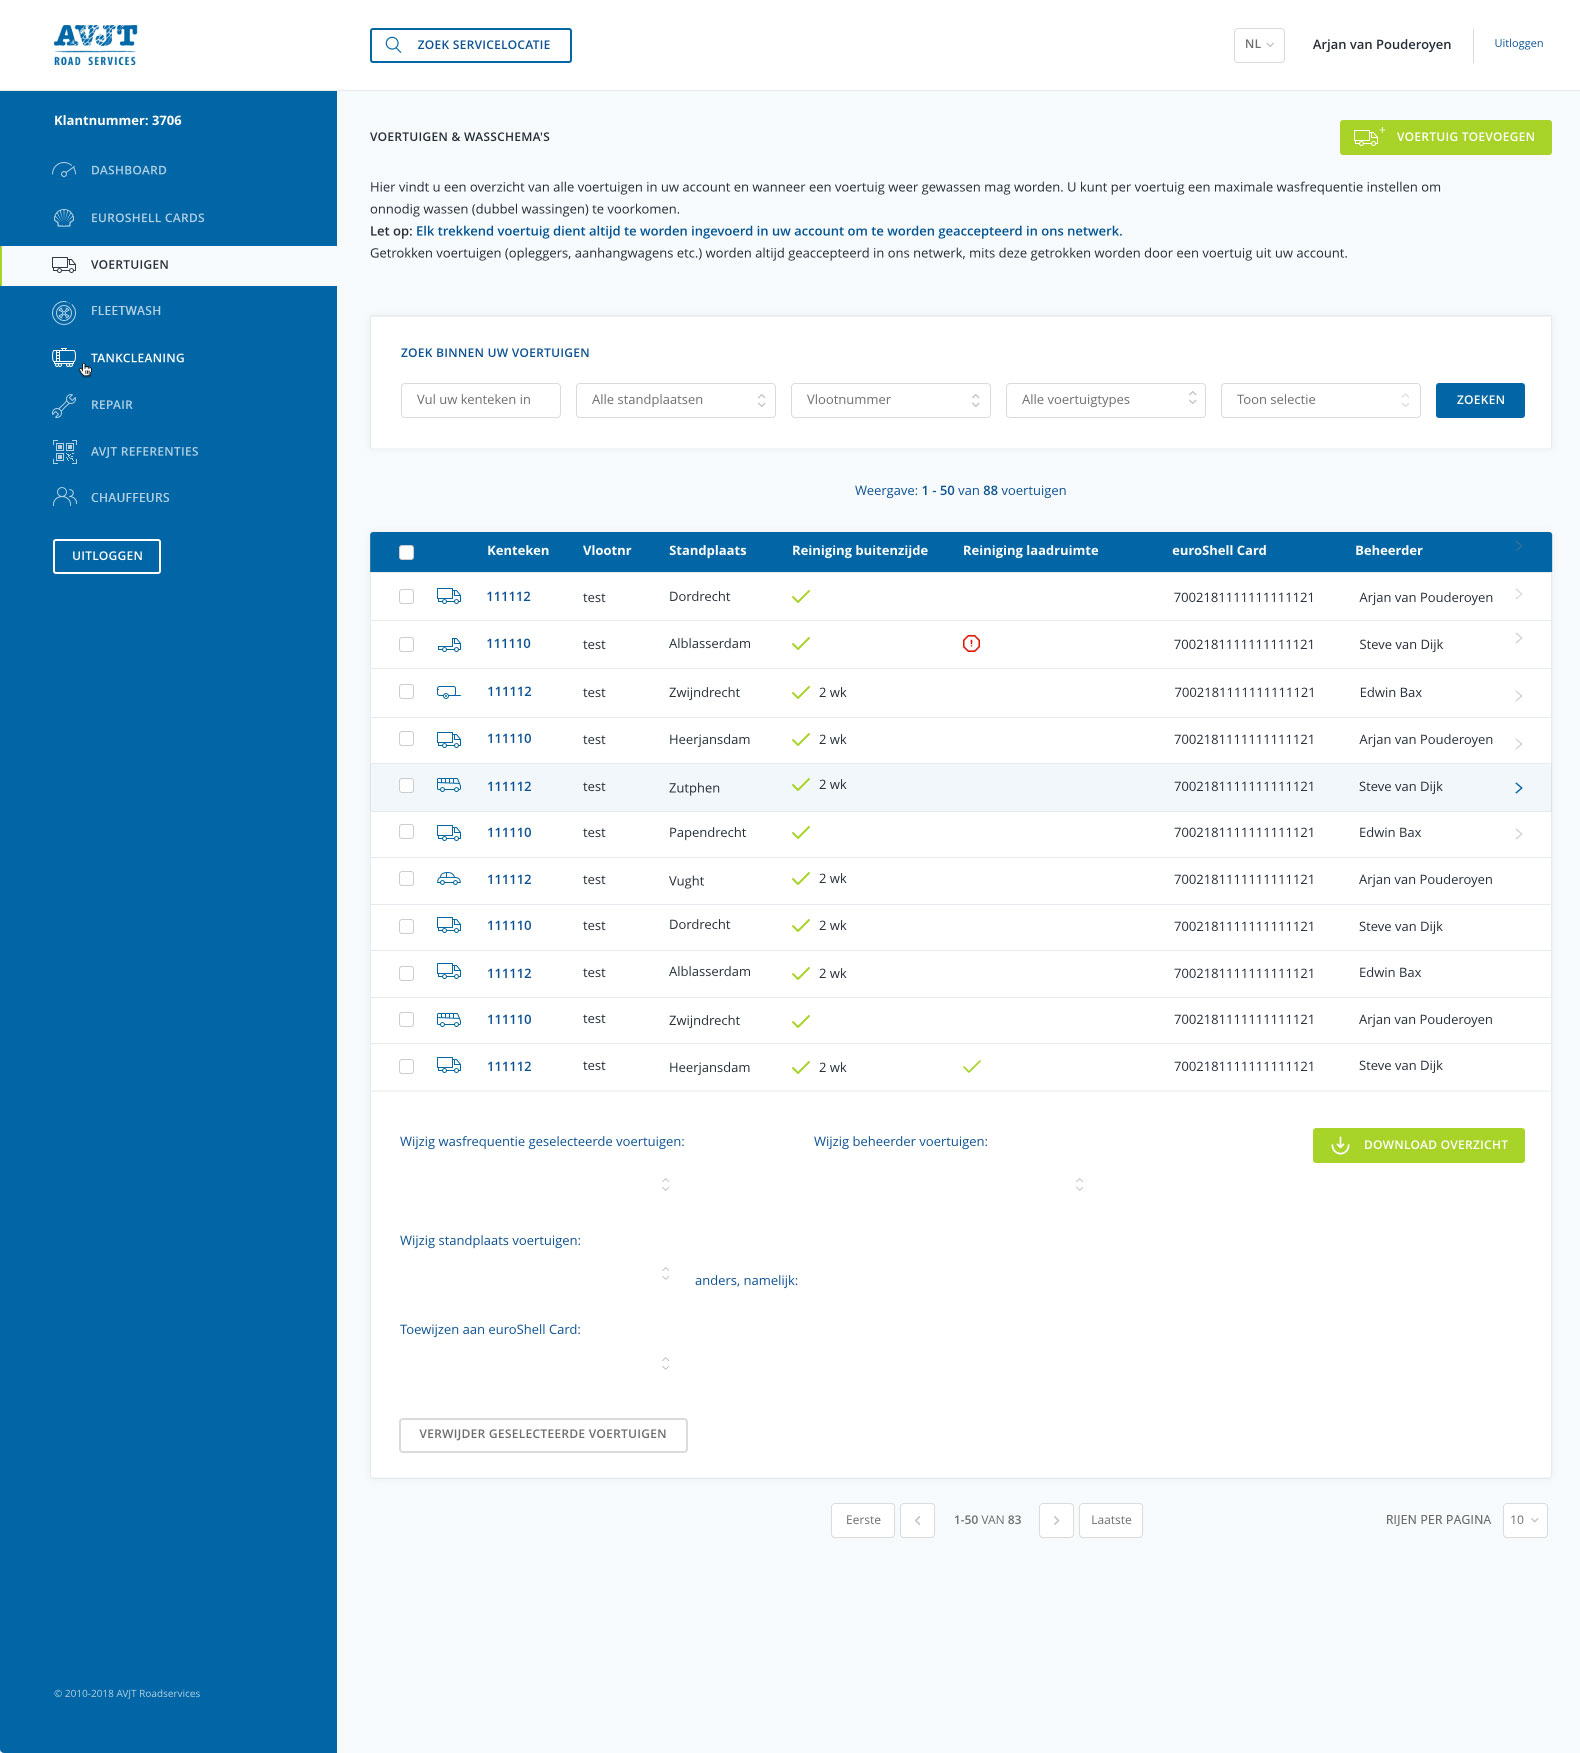 AVJT
ROAD SERVICES
ZOEK SERVICELOCATIE
NL
Arjan van Pouderoyen
Uitloggen
Klantnummer: 3706
DASHBOARD
EUROSHELL CARDS
VOERTUIGEN
FLEETWASH
TANKCLEANING
REPAIR
AVJT REFERENTIES
CHAUFFEURS
UITLOGGEN
© 2010-2018 AVJT Roadservices
VOERTUIGEN & WASSCHEMA'S
VOERTUIG TOEVOEGEN
Hier vindt u een overzicht van alle voertuigen in uw account en wanneer een voertuig weer gewassen mag worden. U kunt per voertuig een maximale wasfrequentie instellen om
onnodig wassen (dubbel wassingen) te voorkomen.
Let op: Elk trekkend voertuig dient altijd te worden ingevoerd in uw account om te worden geaccepteerd in ons netwerk.
Getrokken voertuigen (opleggers, aanhangwagens etc.) worden altijd geaccepteerd in ons netwerk, mits deze getrokken worden door een voertuig uit uw account.
ZOEK BINNEN UW VOERTUIGEN
Vul uw kenteken in Alle standplaatsen Vlootnummer Alle voertuigtypes Toon selectie ZOEKEN
Weergave: 1 - 50 van 88 voertuigen
Kenteken Vlootnr Standplaats Reiniging buitenzijde Reiniging laadruimte euroShell Card Beheerder
111112 test Dordrecht 7002181111111111121 Arjan van Pouderoyen
111110 test Alblasserdam 7002181111111111121 Steve van Dijk
111112 test Zwijndrecht 2 wk 7002181111111111121 Edwin Bax
111110 test Heerjansdam 2 wk 7002181111111111121 Arjan van Pouderoyen
111112 test Zutphen 2 wk 7002181111111111121 Steve van Dijk
111110 test Papendrecht 7002181111111111121 Edwin Bax
111112 test Vught 2 wk 7002181111111111121 Arjan van Pouderoyen
111110 test Dordrecht 2 wk 7002181111111111121 Steve van Dijk
111112 test Alblasserdam 2 wk 7002181111111111121 Edwin Bax
111110 test Zwijndrecht 7002181111111111121 Arjan van Pouderoyen
111112 test Heerjansdam 2 wk 7002181111111111121 Steve van Dijk
Wijzig wasfrequentie geselecteerde voertuigen: Wijzig beheerder voertuigen: DOWNLOAD OVERZICHT
Wijzig standplaats voertuigen:
anders, namelijk:
Toewijzen aan euroShell Card:
VERWIJDER GESELECTEERDE VOERTUIGEN
Eerste 1-50 VAN 83 Laatste RIJEN PER PAGINA 10